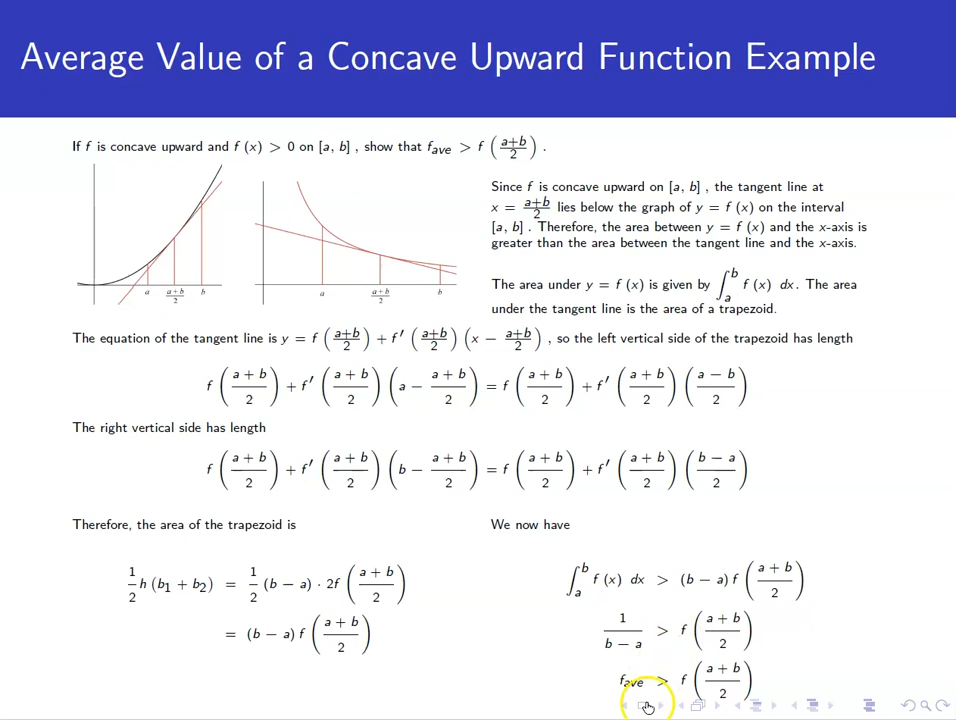 Average Value of a Concave Upward Function Example
If f is concave upward and f (x) > 0 on [a, b] , show that f_ave > f ( (a+b)/2 ) .
Since f is concave upward on [a, b] , the tangent line at
x = (a+b)/2 lies below the graph of y = f (x) on the interval
[a, b] . Therefore, the area between y = f (x) and the x-axis is
greater than the area between the tangent line and the x-axis.
a (a+b)/2 b
a (a+b)/2 b
The area under y = f (x) is given by ∫_a^b f (x) dx. The area
under the tangent line is the area of a trapezoid.
The equation of the tangent line is y = f ( (a+b)/2 ) + f′ ( (a+b)/2 ) ( x − (a+b)/2 ) , so the left vertical side of the trapezoid has length
f ( (a + b)/2 ) + f′ ( (a + b)/2 ) ( a − (a + b)/2 ) = f ( (a + b)/2 ) + f′ ( (a + b)/2 ) ( (a − b)/2 )
The right vertical side has length
f ( (a + b)/2 ) + f′ ( (a + b)/2 ) ( b − (a + b)/2 ) = f ( (a + b)/2 ) + f′ ( (a + b)/2 ) ( (b − a)/2 )
Therefore, the area of the trapezoid is
1/2 h (b_1 + b_2) = 1/2 (b − a) · 2f ( (a + b)/2 )
= (b − a) f ( (a + b)/2 )
We now have
∫_a^b f (x) dx > (b − a) f ( (a + b)/2 )
1/(b − a) > f ( (a + b)/2 )
f_ave > f ( (a + b)/2 )